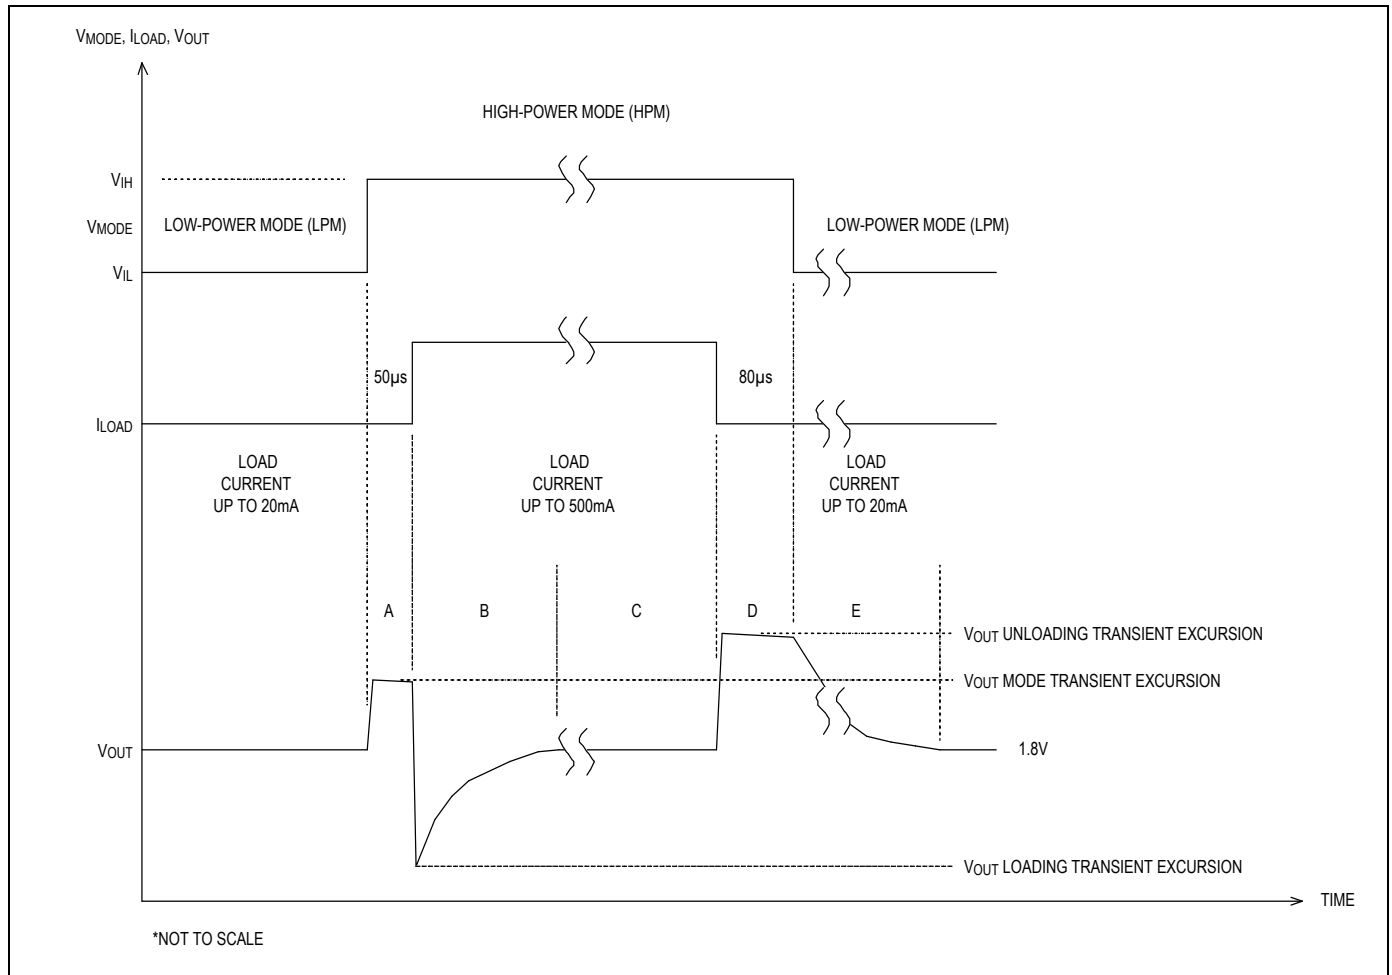 VMODE, ILOAD, VOUT
HIGH-POWER MODE (HPM)
VIH
VMODE
LOW-POWER MODE (LPM)
LOW-POWER MODE (LPM)
VIL
50µs
80µs
ILOAD
LOAD
CURRENT
UP TO 20mA
LOAD
CURRENT
UP TO 500mA
LOAD
CURRENT
UP TO 20mA
A
B
C
D
E
VOUT UNLOADING TRANSIENT EXCURSION
VOUT MODE TRANSIENT EXCURSION
VOUT
1.8V
VOUT LOADING TRANSIENT EXCURSION
TIME
*NOT TO SCALE